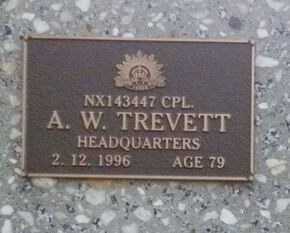 NX143447 CPL.
A. W. TREVETT
HEADQUARTERS
2. 12. 1996 AGE 79